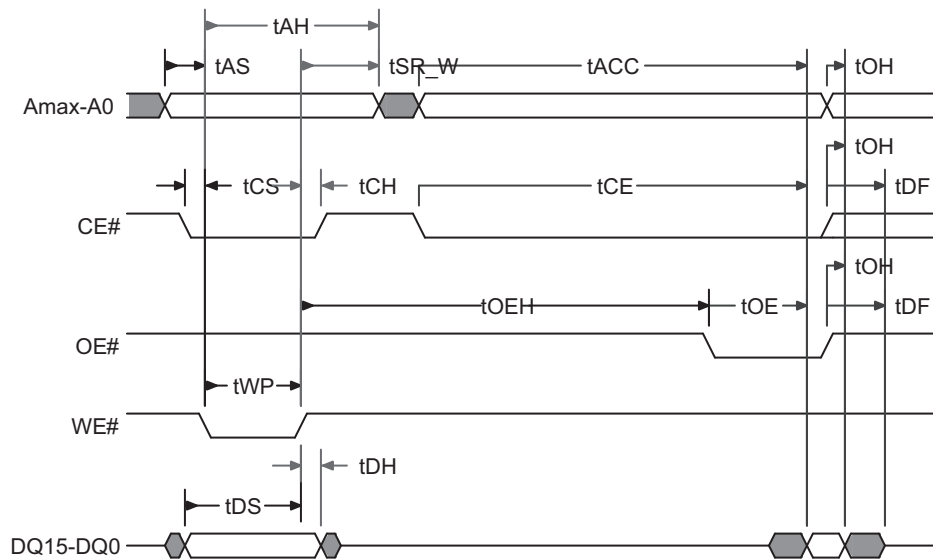 tAH
tAS
tSR_W
tACC
tOH
Amax-A0
tOH
tCS
tCH
tCE
tDF
CE#
tOH
tOEH
tOE
tDF
OE#
tWP
WE#
tDH
tDS
DQ15-DQ0